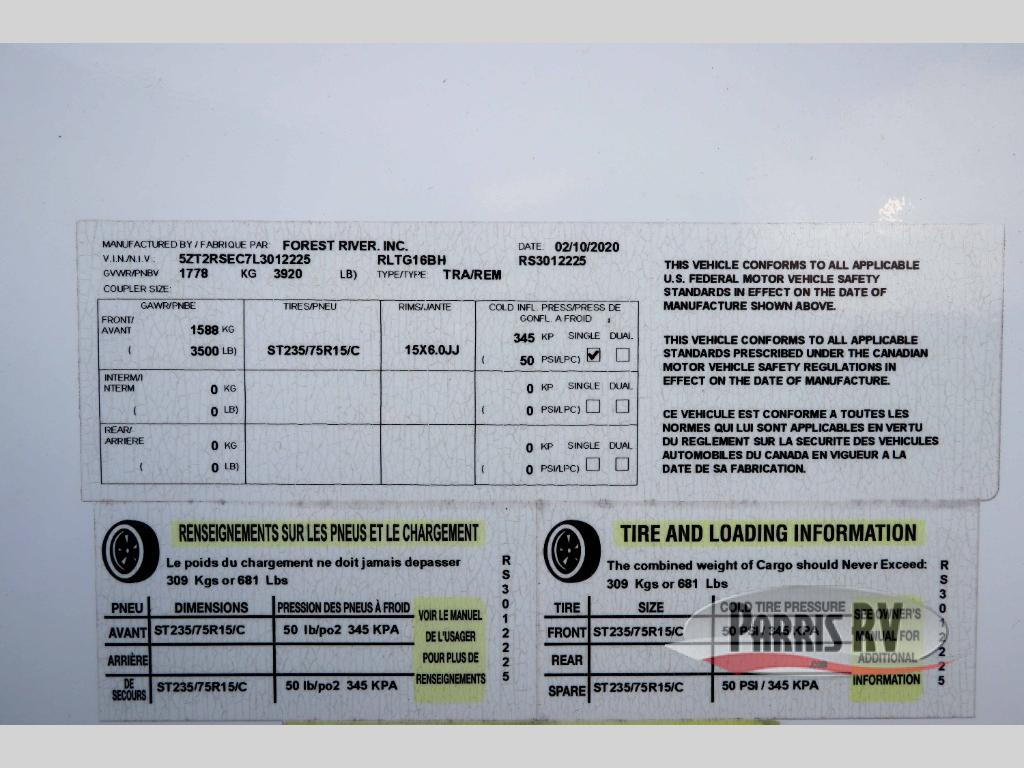 MANUFACTURED BY / FABRIQUE PAR: FOREST RIVER. INC. DATE: 02/10/2020
V.I.N./N.I.V.: 5ZT2RSEC7L3012225 RLTG16BH RS3012225
GVWR/PNBV 1778 KG 3920 LB) TYPE/TYPE: TRA/REM
COUPLER SIZE:
GAWR/PNBE TIRES/PNEU RIMS/JANTE COLD INFL. PRESS/PRESS DE
GONFL. A FROID
FRONT/
AVANT 1588 KG 345 KP SINGLE DUAL
( 3500 LB) ST235/75R15/C 15X6.0JJ ( 50 PSI/LPC)
INTERM/I
NTERM 0 KG 0 KP SINGLE DUAL
( 0 LB) ( 0 PSI/LPC)
REAR/
ARRIERE 0 KG 0 KP SINGLE DUAL
( 0 LB) ( 0 PSI/LPC)
THIS VEHICLE CONFORMS TO ALL APPLICABLE
U.S. FEDERAL MOTOR VEHICLE SAFETY
STANDARDS IN EFFECT ON THE DATE OF
MANUFACTURE SHOWN ABOVE.
THIS VEHICLE CONFORMS TO ALL APPLICABLE
STANDARDS PRESCRIBED UNDER THE CANADIAN
MOTOR VEHICLE SAFETY REGULATIONS IN
EFFECT ON THE DATE OF MANUFACTURE.
CE VEHICULE EST CONFORME A TOUTES LES
NORMES QUI LUI SONT APPLICABLES EN VERTU
DU REGLEMENT SUR LA SECURITE DES VEHICULES
AUTOMOBILES DU CANADA EN VIGUEUR A LA
DATE DE SA FABRICATION.
RENSEIGNEMENTS SUR LES PNEUS ET LE CHARGEMENT
Le poids du chargement ne doit jamais depasser
309 Kgs or 681 Lbs
PNEU DIMENSIONS PRESSION DES PNEUS À FROID
AVANT ST235/75R15/C 50 lb/po2 345 KPA
ARRIÈRE
DE
SECOURS ST235/75R15/C 50 lb/po2 345 KPA
VOIR LE MANUEL
DE L'USAGER
POUR PLUS DE
RENSEIGNEMENTS
RS3012225
TIRE AND LOADING INFORMATION
The combined weight of Cargo should Never Exceed:
309 Kgs or 681 Lbs
TIRE SIZE COLD TIRE PRESSURE
FRONT ST235/75R15/C 50 PSI / 345 KPA
REAR
SPARE ST235/75R15/C 50 PSI / 345 KPA
SEE OWNER'S
MANUAL FOR
ADDITIONAL
INFORMATION
RS3012225
PARRIS RV
.com